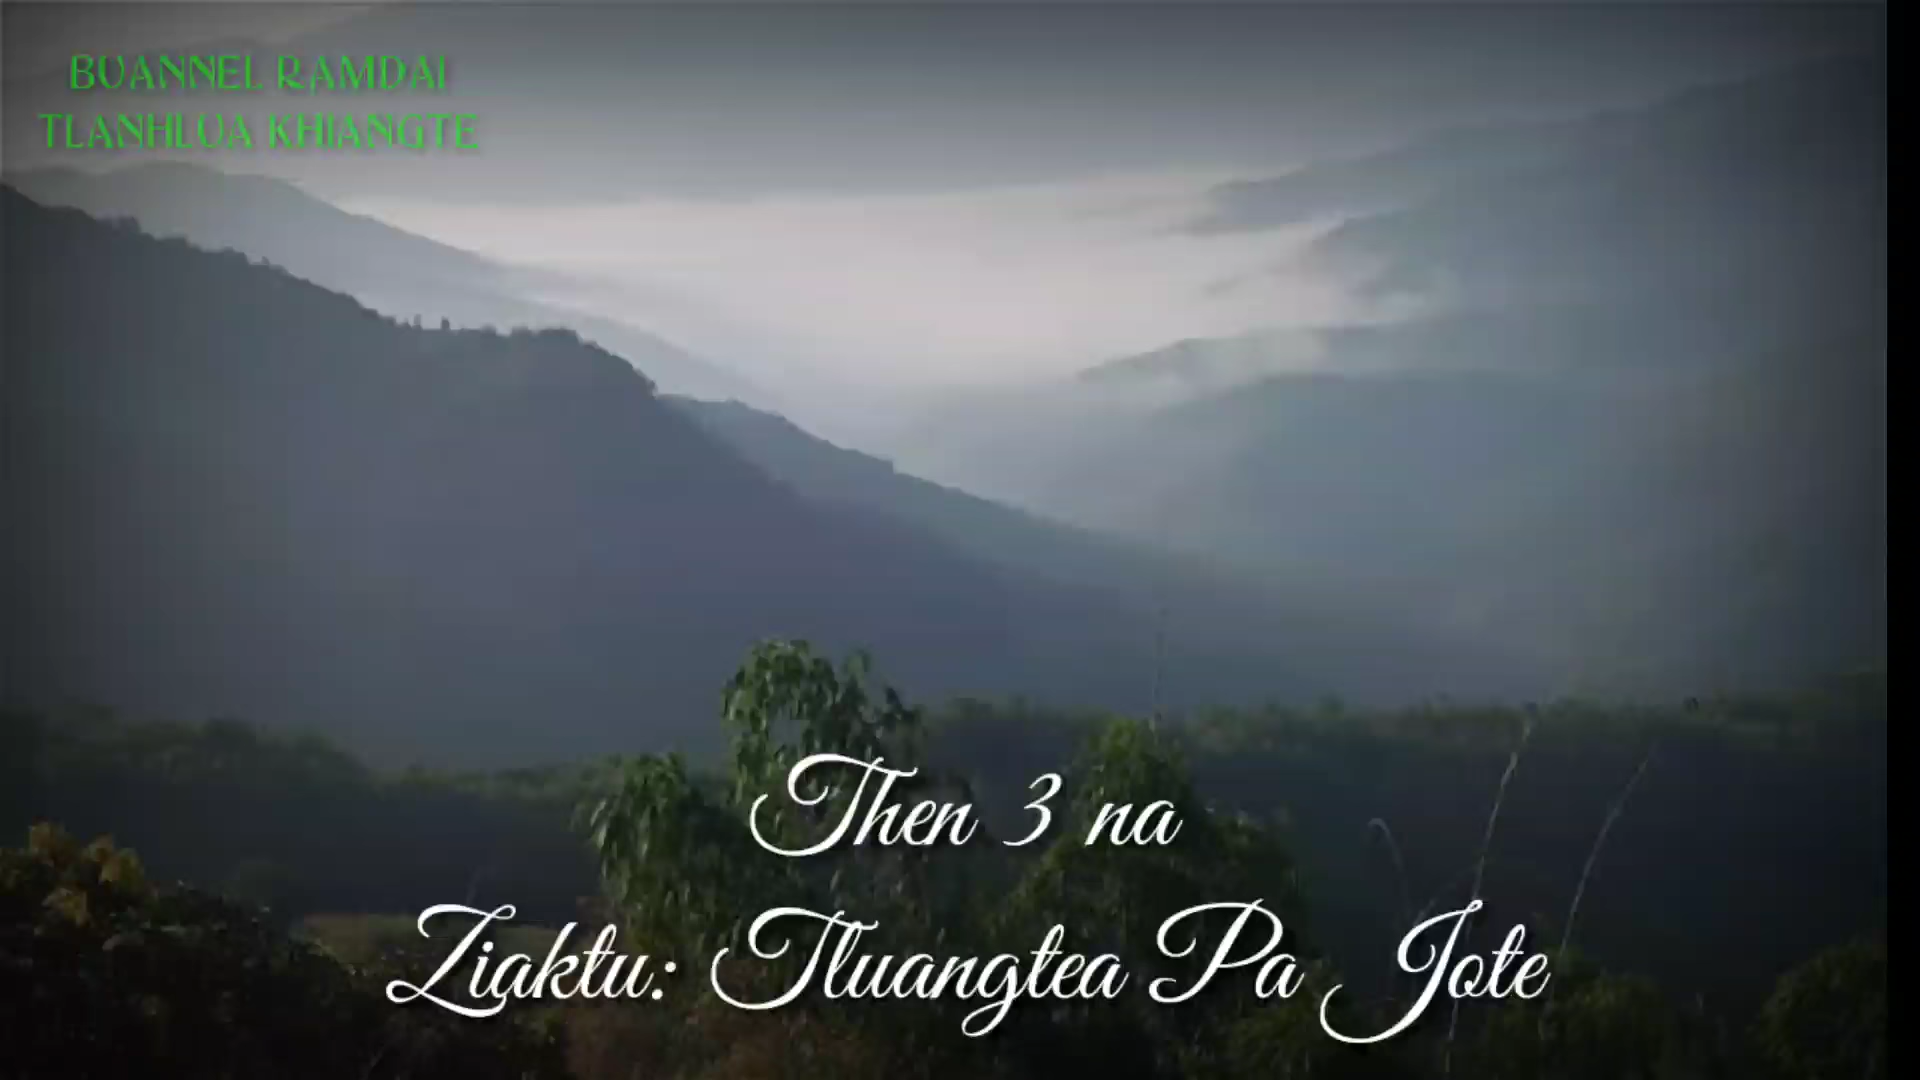 BUANNEL RAMDAI
TLANHLUA KHIANGTE
Then 3 na
Ziaktu: Tluangtea Pa Jote